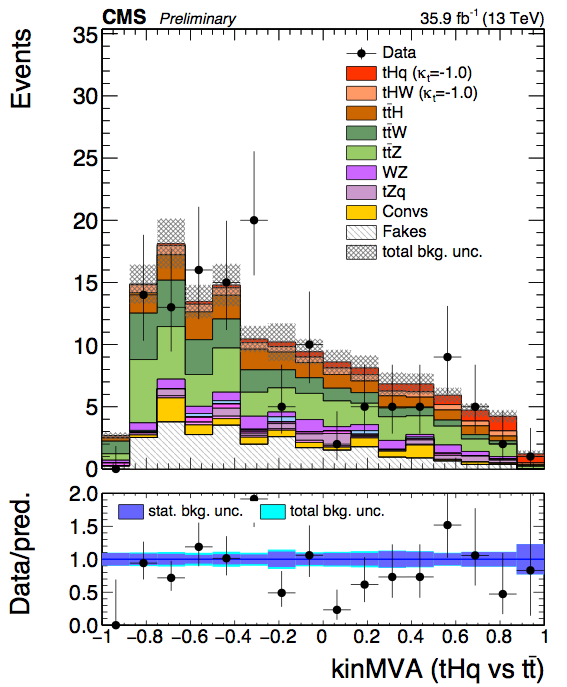 CMS Preliminary 35.9 fb⁻¹ (13 TeV)
Events
35
30
25
20
15
10
5
0
Data
tHq (κt=-1.0)
tHW (κt=-1.0)
tt̄H
tt̄W
tt̄Z
WZ
tZq
Convs
Fakes
total bkg. unc.
Data/pred.
2.0
1.5
1.0
0.5
0.0
stat. bkg. unc. total bkg. unc.
−1 −0.8 −0.6 −0.4 −0.2 0 0.2 0.4 0.6 0.8 1
kinMVA (tHq vs tt̄)